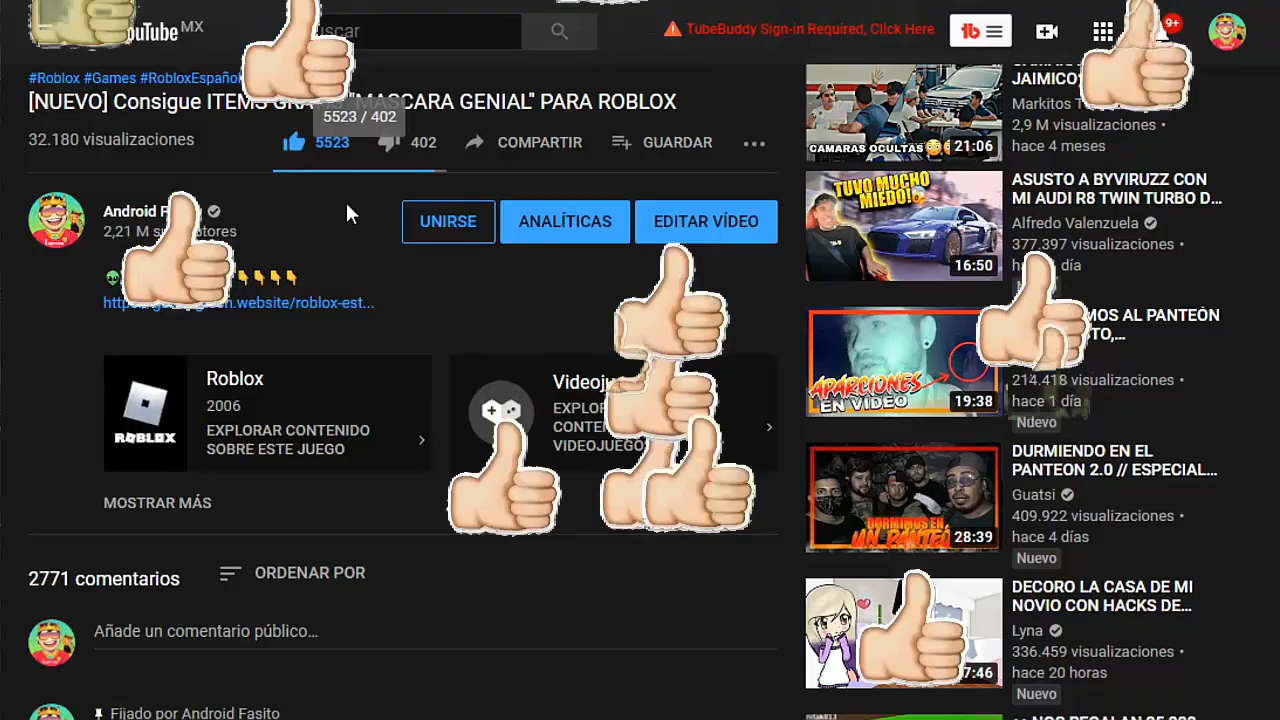 MX
uscar
TubeBuddy Sign-in Required, Click Here
9+
#Roblox #Games #RobloxEspañol
[NUEVO] Consigue ITEMS "MASCARA GENIAL" PARA ROBLOX
5523 / 402
32.180 visualizaciones
5523
402
COMPARTIR
GUARDAR
Android
2,21 M
UNIRSE
ANALÍTICAS
EDITAR VÍDEO
.website/roblox-est...
Roblox
2006
EXPLORAR CONTENIDO
SOBRE ESTE JUEGO
ROBLOX
MOSTRAR MÁS
2771 comentarios
ORDENAR POR
Añade un comentario público...
Fijado por Android Fasito
CAMARAS OCULTAS
21:06
JAIMICO
Markitos
2,9 M visualizaciones •
hace 4 meses
TUVO MUCHO
MIEDO!
16:50
ASUSTO A BYVIRUZZ CON
MI AUDI R8 TWIN TURBO D...
Alfredo Valenzuela
377.397 visualizaciones •
día
APARICIONES
EN VIDEO
19:38
MOS AL PANTEÓN
214.418 visualizaciones •
hace 1 día
Nuevo
DORMIMOS EN
UN PANTEÓN
28:39
DURMIENDO EN EL
PANTEON 2.0 // ESPECIAL...
Guatsi
409.922 visualizaciones •
hace 4 días
Nuevo
7:46
DECORO LA CASA DE MI
NOVIO CON HACKS DE...
Lyna
336.459 visualizaciones •
hace 20 horas
Nuevo